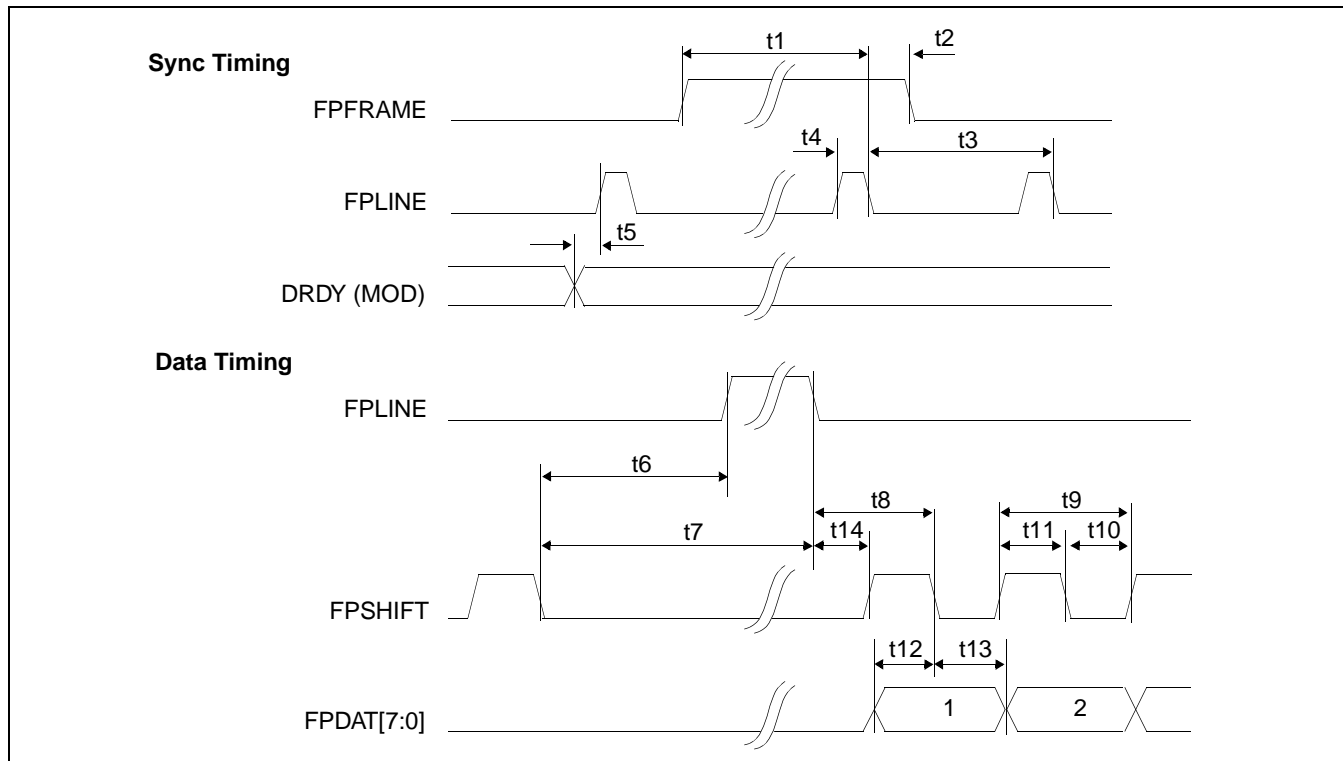 t1
t2
Sync Timing
FPFRAME
t4
t3
FPLINE
t5
DRDY (MOD)
Data Timing
FPLINE
t6
t8
t9
t7
t14
t11
t10
FPSHIFT
t12
t13
FPDAT[7:0]
1
2